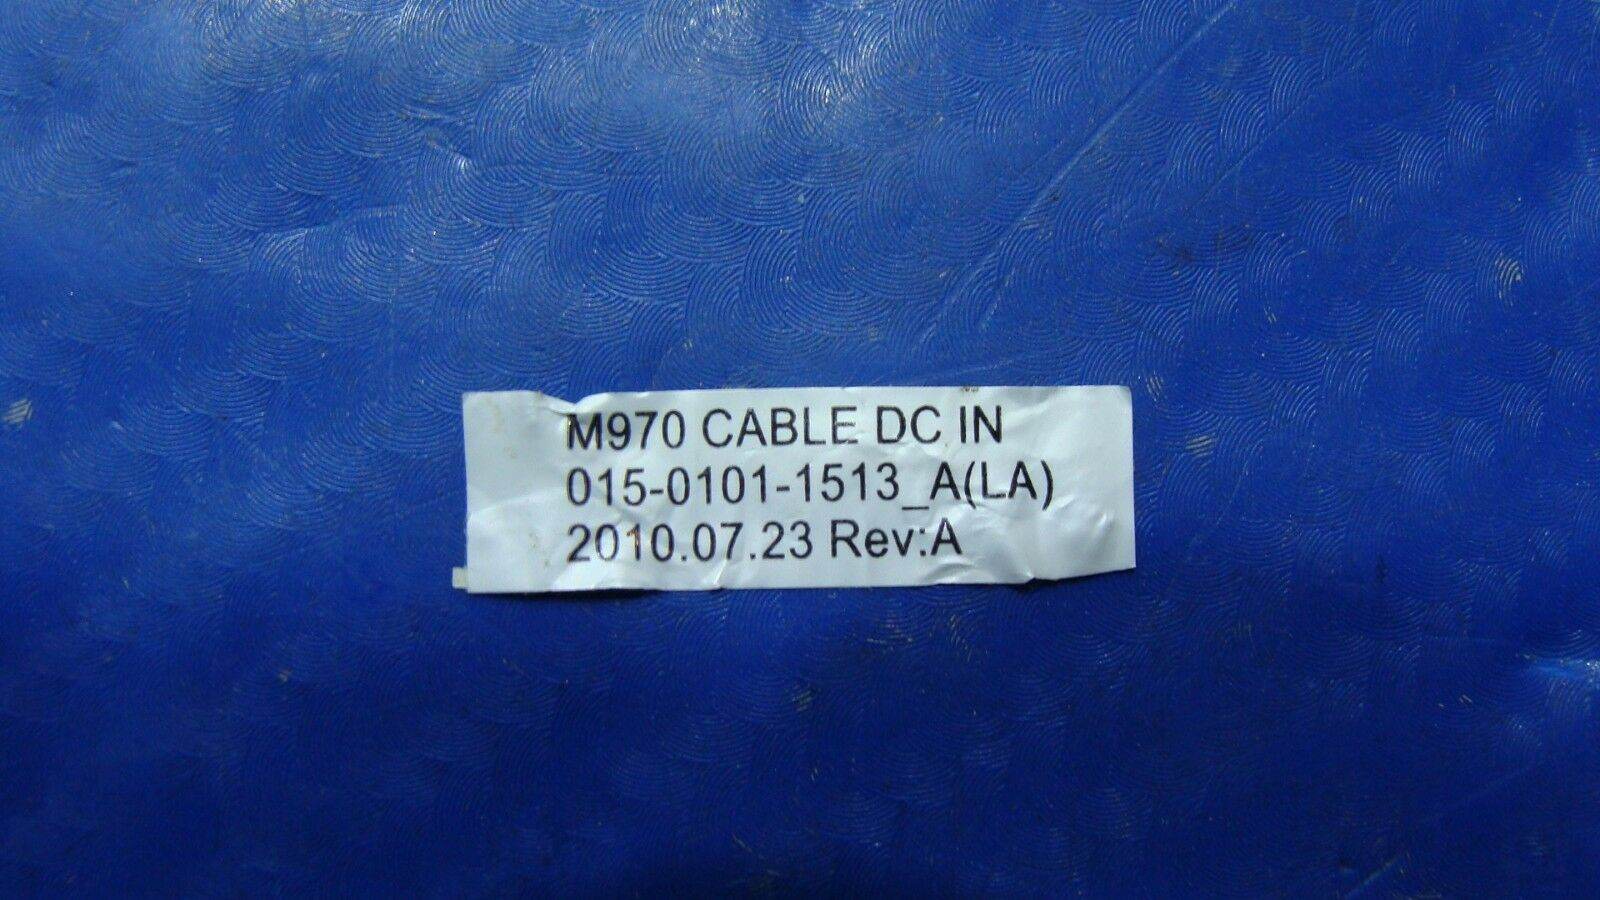 M970 CABLE DC IN
015-0101-1513_A(LA)
2010.07.23 Rev:A